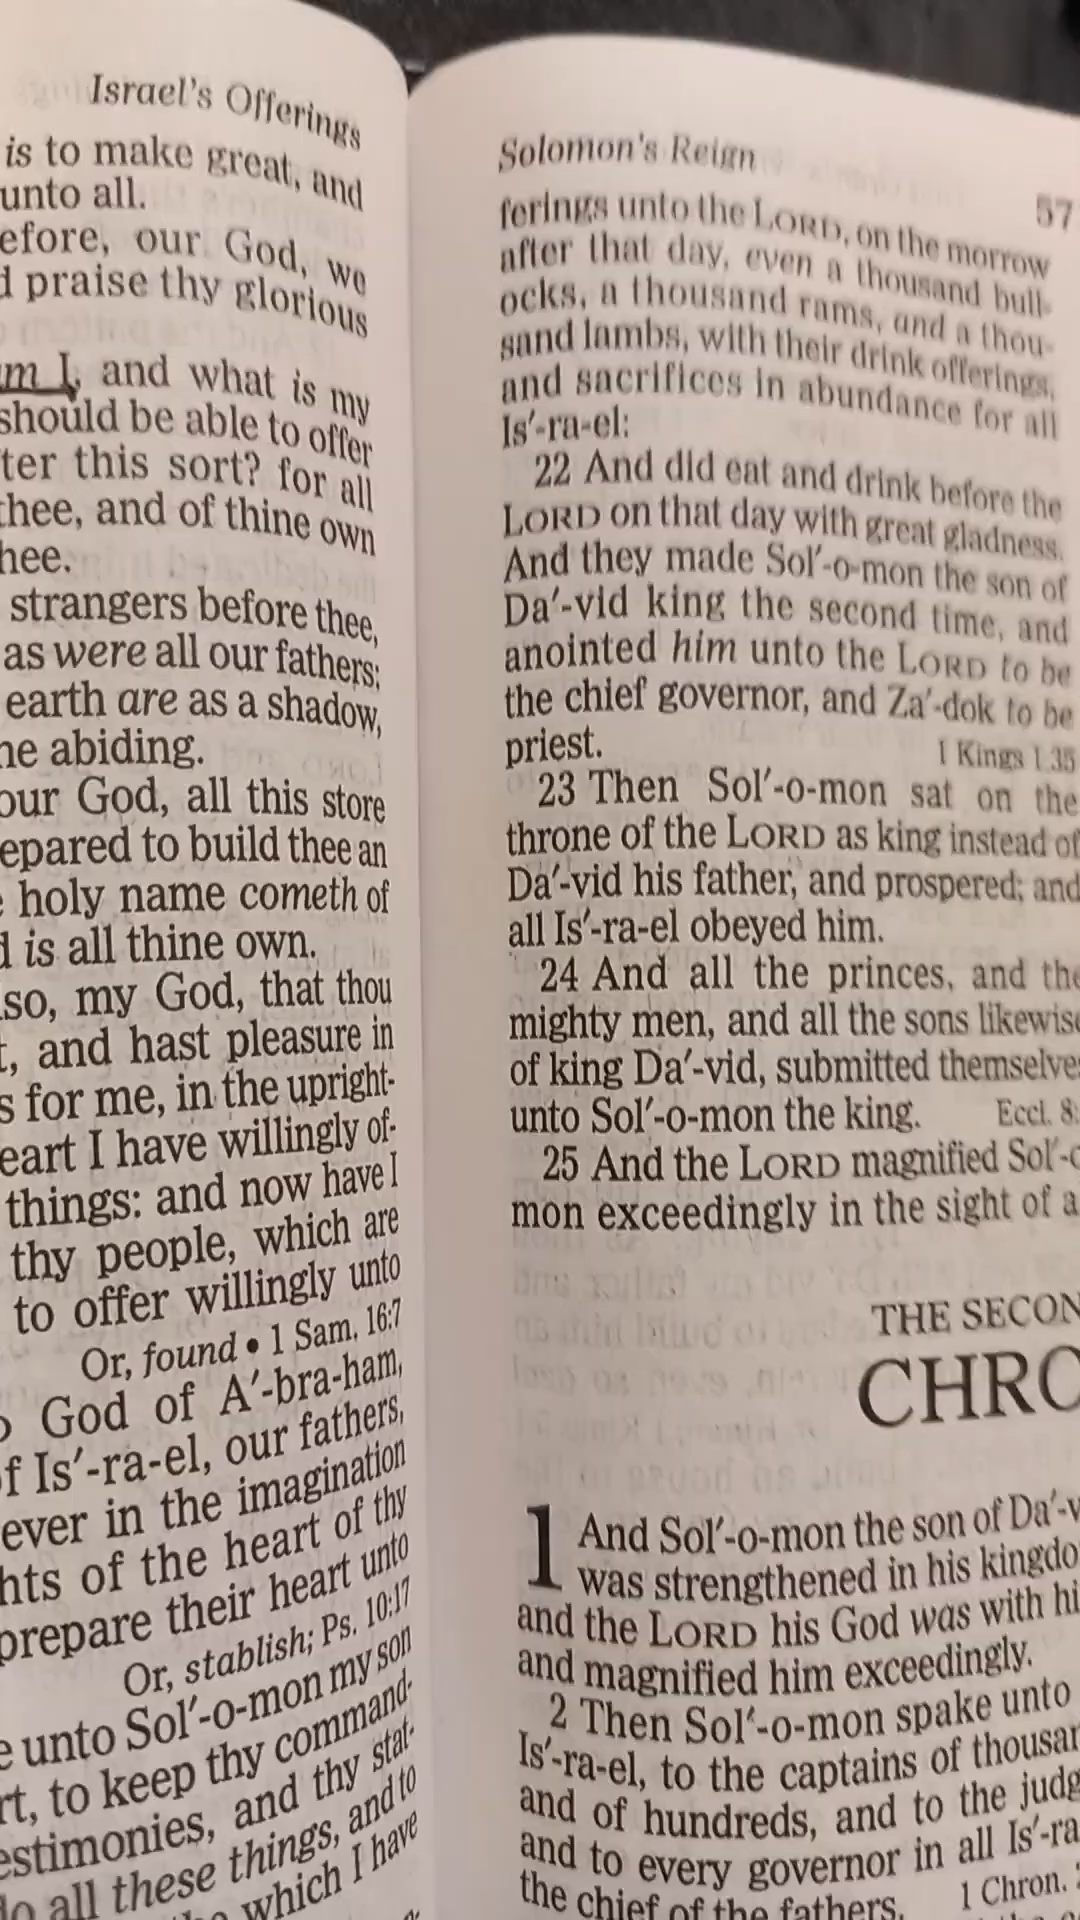 Israel's Offerings
is to make great, and
unto all.
efore, our God, we
d praise thy glorious
m I, and what is my
should be able to offer
ter this sort? for all
thee, and of thine own
hee.
strangers before thee,
as were all our fathers:
earth are as a shadow,
ne abiding.
our God, all this store
epared to build thee an
holy name cometh of
d is all thine own.
so, my God, that thou
t, and hast pleasure in
s for me, in the upright-
eart I have willingly of-
things: and now have I
thy people, which are
to offer willingly unto
Or, found • 1 Sam. 16:7
God of A′-bra-ham,
of Is′-ra-el, our fathers,
ever in the imagination
hts of the heart of thy
prepare their heart unto
Or, stablish; Ps. 10:17
e unto Sol′-o-mon my son
rt, to keep thy command-
estimonies, and thy stat-
do all these things, and to
which I have
Solomon's Reign
57
ferings unto the LORD, on the morrow
after that day, even a thousand bull-
ocks, a thousand rams, and a thou-
sand lambs, with their drink offerings,
and sacrifices in abundance for all
Is′-ra-el:
22 And did eat and drink before the
LORD on that day with great gladness.
And they made Sol′-o-mon the son of
Da′-vid king the second time, and
anointed him unto the LORD to be
the chief governor, and Za′-dok to be
priest. 1 Kings 1:35
23 Then Sol′-o-mon sat on the
throne of the LORD as king instead of
Da′-vid his father, and prospered; and
all Is′-ra-el obeyed him.
24 And all the princes, and the
mighty men, and all the sons likewise
of king Da′-vid, submitted themselve
unto Sol′-o-mon the king. Eccl. 8:
25 And the LORD magnified Sol′-o
mon exceedingly in the sight of a
THE SECON
CHRO
1 And Sol′-o-mon the son of Da′-v
was strengthened in his kingdo
and the LORD his God was with hi
and magnified him exceedingly.
2 Then Sol′-o-mon spake unto
Is′-ra-el, to the captains of thousan
and of hundreds, and to the judg
and to every governor in all Is′-ra
the chief of the fathers. 1 Chron.